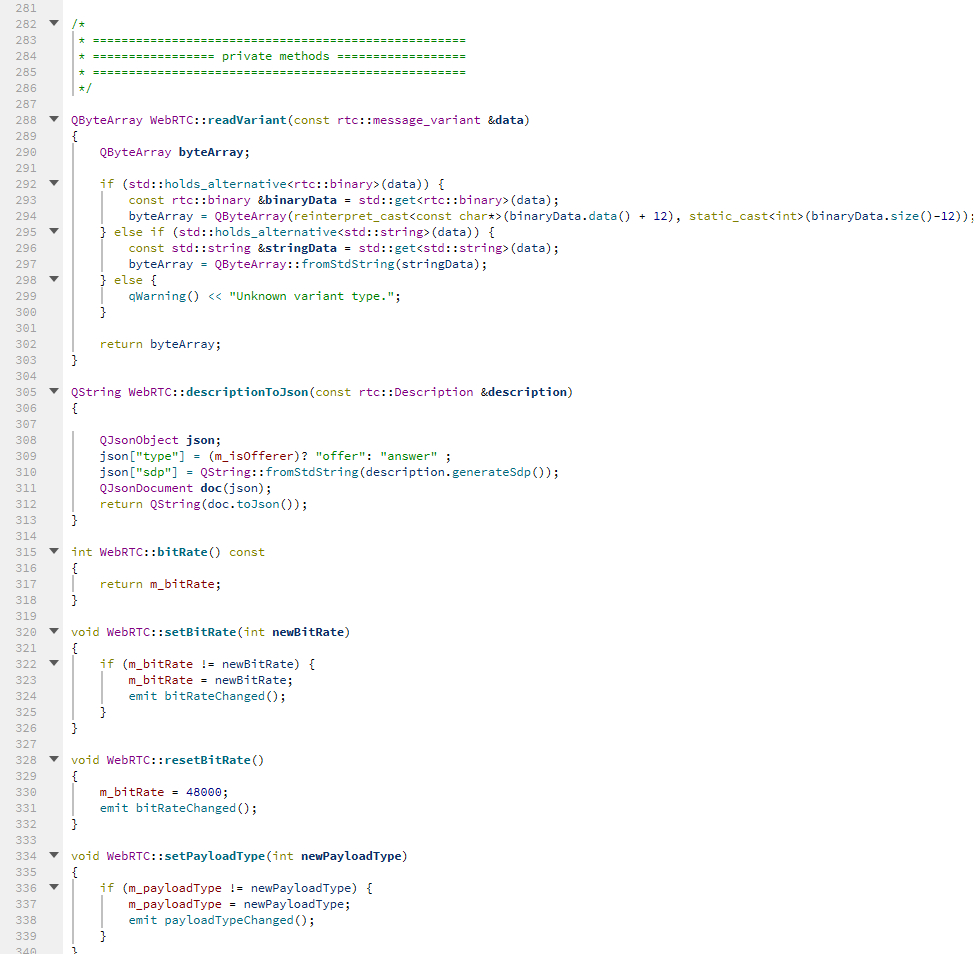 281
282 /*
283 * ====================================================
284 * ================= private methods ==================
285 * ====================================================
286 */
287
288 QByteArray WebRTC::readVariant(const rtc::message_variant &data)
289 {
290 QByteArray byteArray;
291
292 if (std::holds_alternative<rtc::binary>(data)) {
293 const rtc::binary &binaryData = std::get<rtc::binary>(data);
294 byteArray = QByteArray(reinterpret_cast<const char*>(binaryData.data() + 12), static_cast<int>(binaryData.size()-12));
295 } else if (std::holds_alternative<std::string>(data)) {
296 const std::string &stringData = std::get<std::string>(data);
297 byteArray = QByteArray::fromStdString(stringData);
298 } else {
299 qWarning() << "Unknown variant type.";
300 }
301
302 return byteArray;
303 }
304
305 QString WebRTC::descriptionToJson(const rtc::Description &description)
306 {
307
308 QJsonObject json;
309 json["type"] = (m_isOfferer)? "offer": "answer" ;
310 json["sdp"] = QString::fromStdString(description.generateSdp());
311 QJsonDocument doc(json);
312 return QString(doc.toJson());
313 }
314
315 int WebRTC::bitRate() const
316 {
317 return m_bitRate;
318 }
319
320 void WebRTC::setBitRate(int newBitRate)
321 {
322 if (m_bitRate != newBitRate) {
323 m_bitRate = newBitRate;
324 emit bitRateChanged();
325 }
326 }
327
328 void WebRTC::resetBitRate()
329 {
330 m_bitRate = 48000;
331 emit bitRateChanged();
332 }
333
334 void WebRTC::setPayloadType(int newPayloadType)
335 {
336 if (m_payloadType != newPayloadType) {
337 m_payloadType = newPayloadType;
338 emit payloadTypeChanged();
339 }
340 }